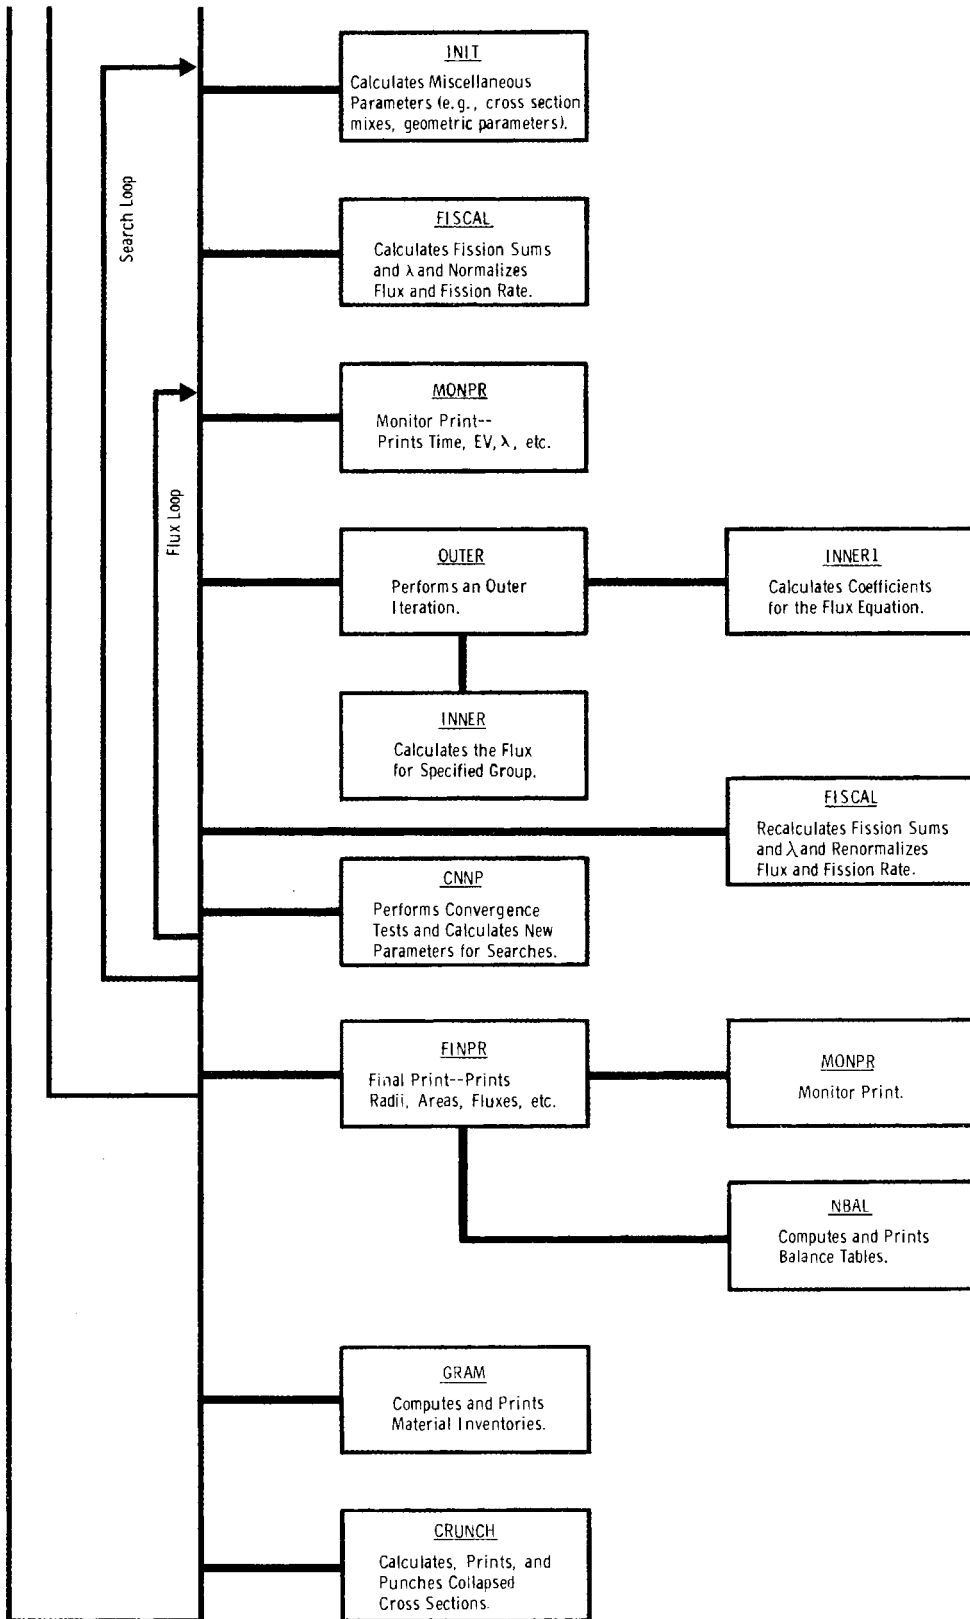 INIT
Calculates Miscellaneous
Parameters (e.g., cross section
mixes, geometric parameters).
Search Loop
FISCAL
Calculates Fission Sums
and λ and Normalizes
Flux and Fission Rate.
MONPR
Monitor Print--
Prints Time, EV, λ, etc.
Flux Loop
OUTER
Performs an Outer
Iteration.
INNER1
Calculates Coefficients
for the Flux Equation.
INNER
Calculates the Flux
for Specified Group.
FISCAL
Recalculates Fission Sums
and λ and Renormalizes
Flux and Fission Rate.
CNNP
Performs Convergence
Tests and Calculates New
Parameters for Searches.
FINPR
Final Print--Prints
Radii, Areas, Fluxes, etc.
MONPR
Monitor Print.
NBAL
Computes and Prints
Balance Tables.
GRAM
Computes and Prints
Material Inventories.
CRUNCH
Calculates, Prints, and
Punches Collapsed
Cross Sections.